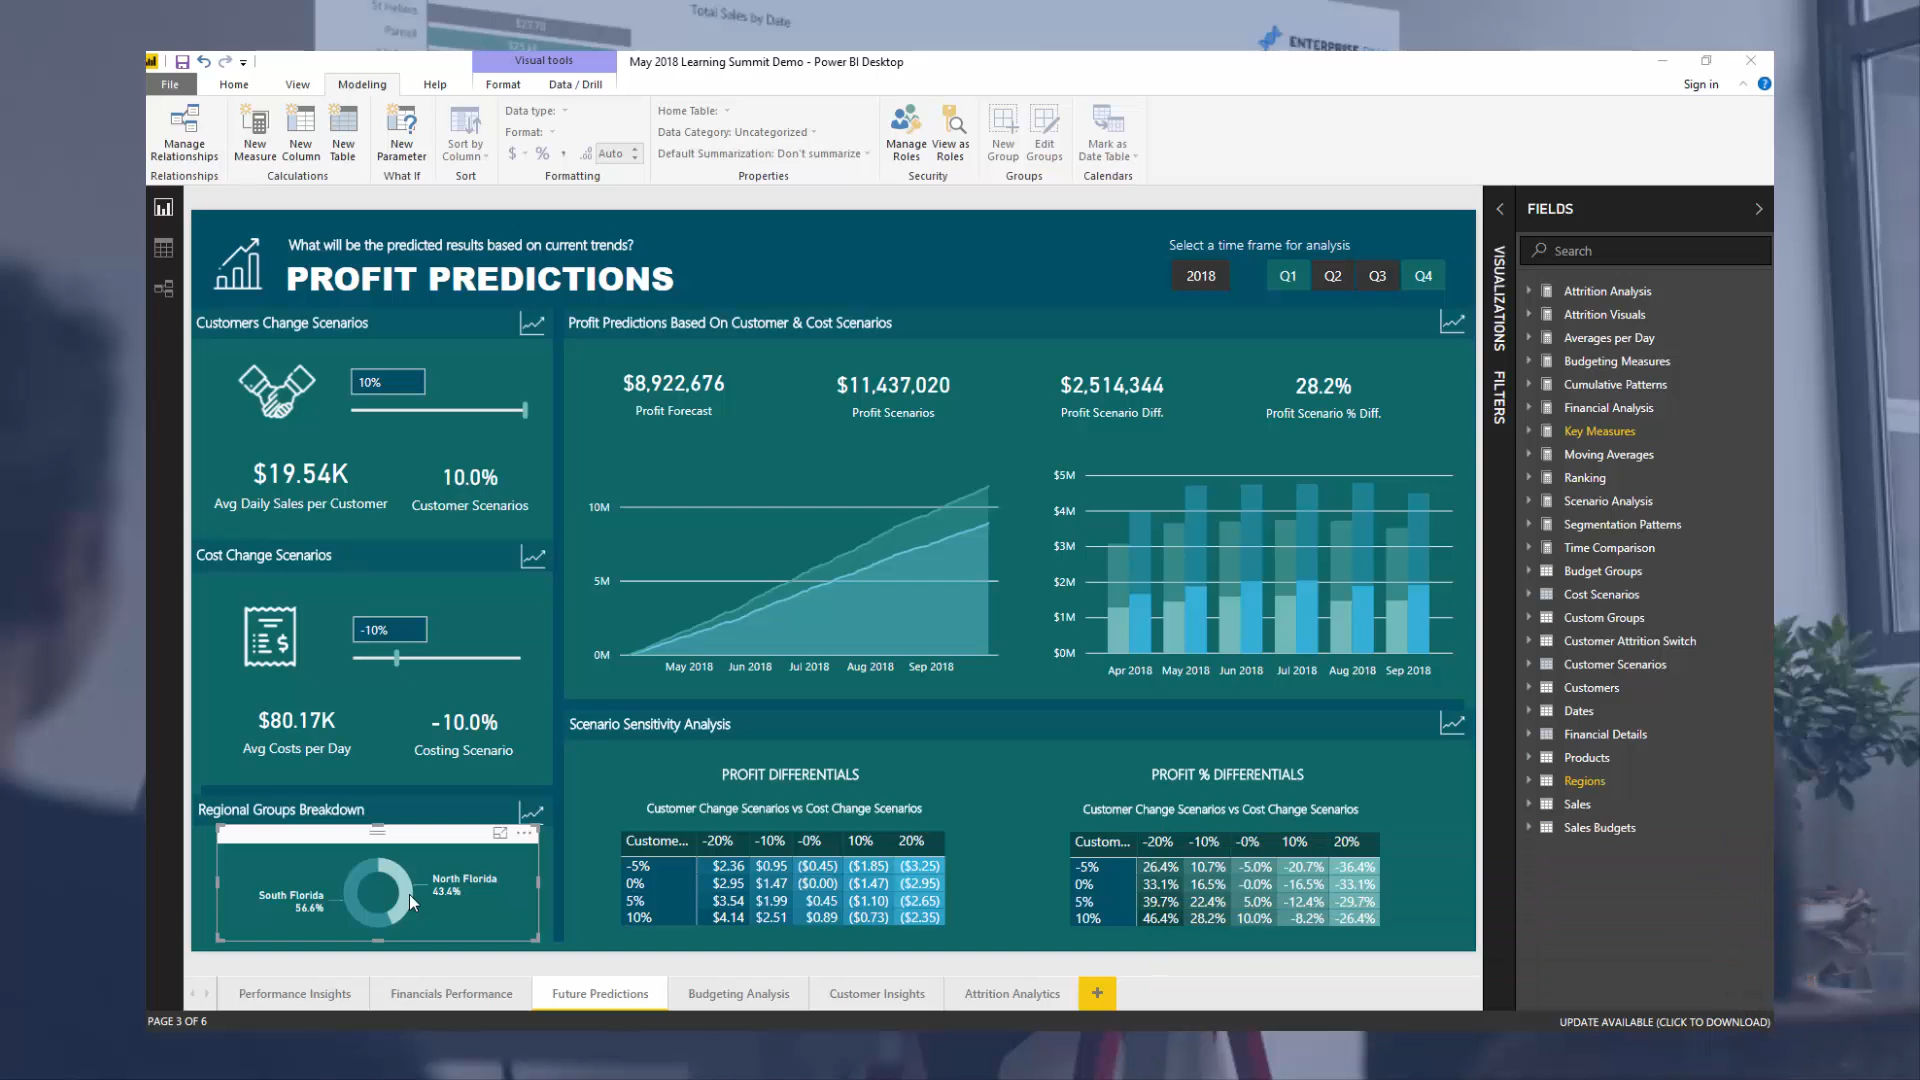 St Heliers
Parnell
Total Sales by Date
ENTERPRISE
Visual tools
May 2018 Learning Summit Demo - Power BI Desktop
File
Home
View
Modeling
Help
Format
Data / Drill
Sign in
Manage Relationships
New Measure
New Column
New Table
New Parameter
Sort by Column
Data type:
Format:
$ % , .00 Auto
Home Table:
Data Category: Uncategorized
Default Summarization: Don't summarize
Manage Roles
View as Roles
New Group
Edit Groups
Mark as Date Table
Relationships
Calculations
What If
Sort
Formatting
Properties
Security
Groups
Calendars
What will be the predicted results based on current trends?
PROFIT PREDICTIONS
Select a time frame for analysis
2018
Q1
Q2
Q3
Q4
Customers Change Scenarios
10%
$19.54K
Avg Daily Sales per Customer
10.0%
Customer Scenarios
Cost Change Scenarios
-10%
$80.17K
Avg Costs per Day
-10.0%
Costing Scenario
Regional Groups Breakdown
South Florida
56.6%
North Florida
43.4%
Profit Predictions Based On Customer & Cost Scenarios
$8,922,676
Profit Forecast
$11,437,020
Profit Scenarios
$2,514,344
Profit Scenario Diff.
28.2%
Profit Scenario % Diff.
10M
5M
0M
May 2018 Jun 2018 Jul 2018 Aug 2018 Sep 2018
$5M
$4M
$3M
$2M
$1M
$0M
Apr 2018 May 2018 Jun 2018 Jul 2018 Aug 2018 Sep 2018
Scenario Sensitivity Analysis
PROFIT DIFFERENTIALS
Customer Change Scenarios vs Cost Change Scenarios
Custome... -20% -10% -0% 10% 20%
-5% $2.36 $0.95 ($0.45) ($1.85) ($3.25)
0% $2.95 $1.47 ($0.00) ($1.47) ($2.95)
5% $3.54 $1.99 $0.45 ($1.10) ($2.65)
10% $4.14 $2.51 $0.89 ($0.73) ($2.35)
PROFIT % DIFFERENTIALS
Customer Change Scenarios vs Cost Change Scenarios
Custom... -20% -10% -0% 10% 20%
-5% 26.4% 10.7% -5.0% -20.7% -36.4%
0% 33.1% 16.5% -0.0% -16.5% -33.1%
5% 39.7% 22.4% 5.0% -12.4% -29.7%
10% 46.4% 28.2% 10.0% -8.2% -26.4%
VISUALIZATIONS
FILTERS
FIELDS
Search
Attrition Analysis
Attrition Visuals
Averages per Day
Budgeting Measures
Cumulative Patterns
Financial Analysis
Key Measures
Moving Averages
Ranking
Scenario Analysis
Segmentation Patterns
Time Comparison
Budget Groups
Cost Scenarios
Custom Groups
Customer Attrition Switch
Customer Scenarios
Customers
Dates
Financial Details
Products
Regions
Sales
Sales Budgets
Performance Insights
Financials Performance
Future Predictions
Budgeting Analysis
Customer Insights
Attrition Analytics
+
PAGE 3 OF 6
UPDATE AVAILABLE (CLICK TO DOWNLOAD)